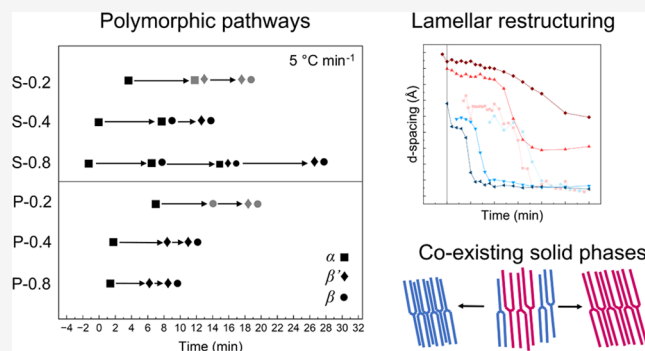 Polymorphic pathways
5 °C min⁻¹
S-0.2
S-0.4
S-0.8
P-0.2
P-0.4
P-0.8
α
β'
β
-4 -2 0 2 4 6 8 10 12 14 16 18 20 22 24 26 28 30 32
Time (min)
Lamellar restructuring
d-spacing (Å)
Time (min)
Co-existing solid phases